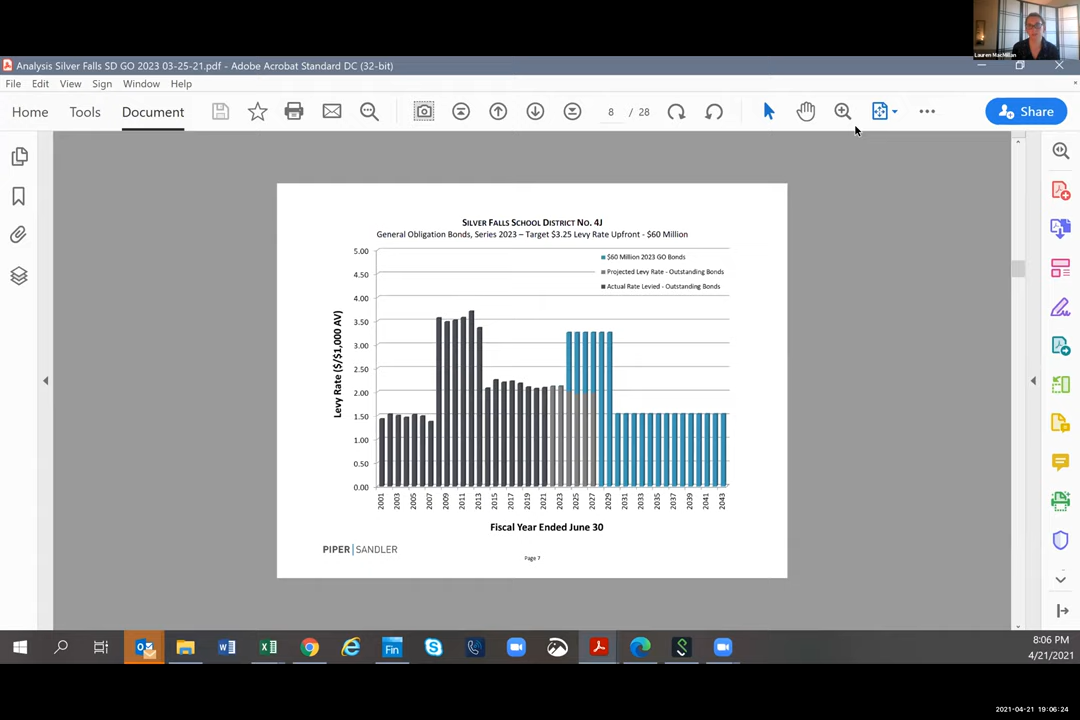 Lauren MacMillan
Analysis Silver Falls SD GO 2023 03-25-21.pdf - Adobe Acrobat Standard DC (32-bit)
File Edit View Sign Window Help
Home Tools Document 8 / 28 Share
SILVER FALLS SCHOOL DISTRICT NO. 4J
General Obligation Bonds, Series 2023 – Target $3.25 Levy Rate Upfront - $60 Million
$60 Million 2023 GO Bonds
Projected Levy Rate - Outstanding Bonds
Actual Rate Levied - Outstanding Bonds
Levy Rate ($/$1,000 AV)
5.00
4.50
4.00
3.50
3.00
2.50
2.00
1.50
1.00
0.50
0.00
2001 2003 2005 2007 2009 2011 2013 2015 2017 2019 2021 2023 2025 2027 2029 2031 2033 2035 2037 2039 2041 2043
Fiscal Year Ended June 30
PIPER|SANDLER
Page 7
Fin
8:06 PM
4/21/2021
2021-04-21 19:06:24